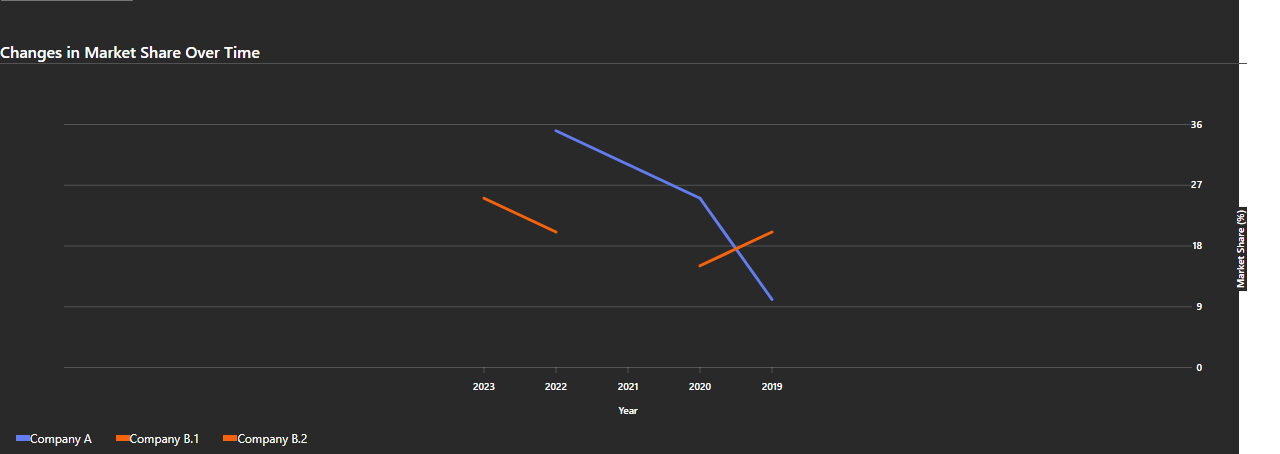 Changes in Market Share Over Time
36
27
18
9
0
Market Share (%)
2023 2022 2021 2020 2019
Year
Company A Company B.1 Company B.2